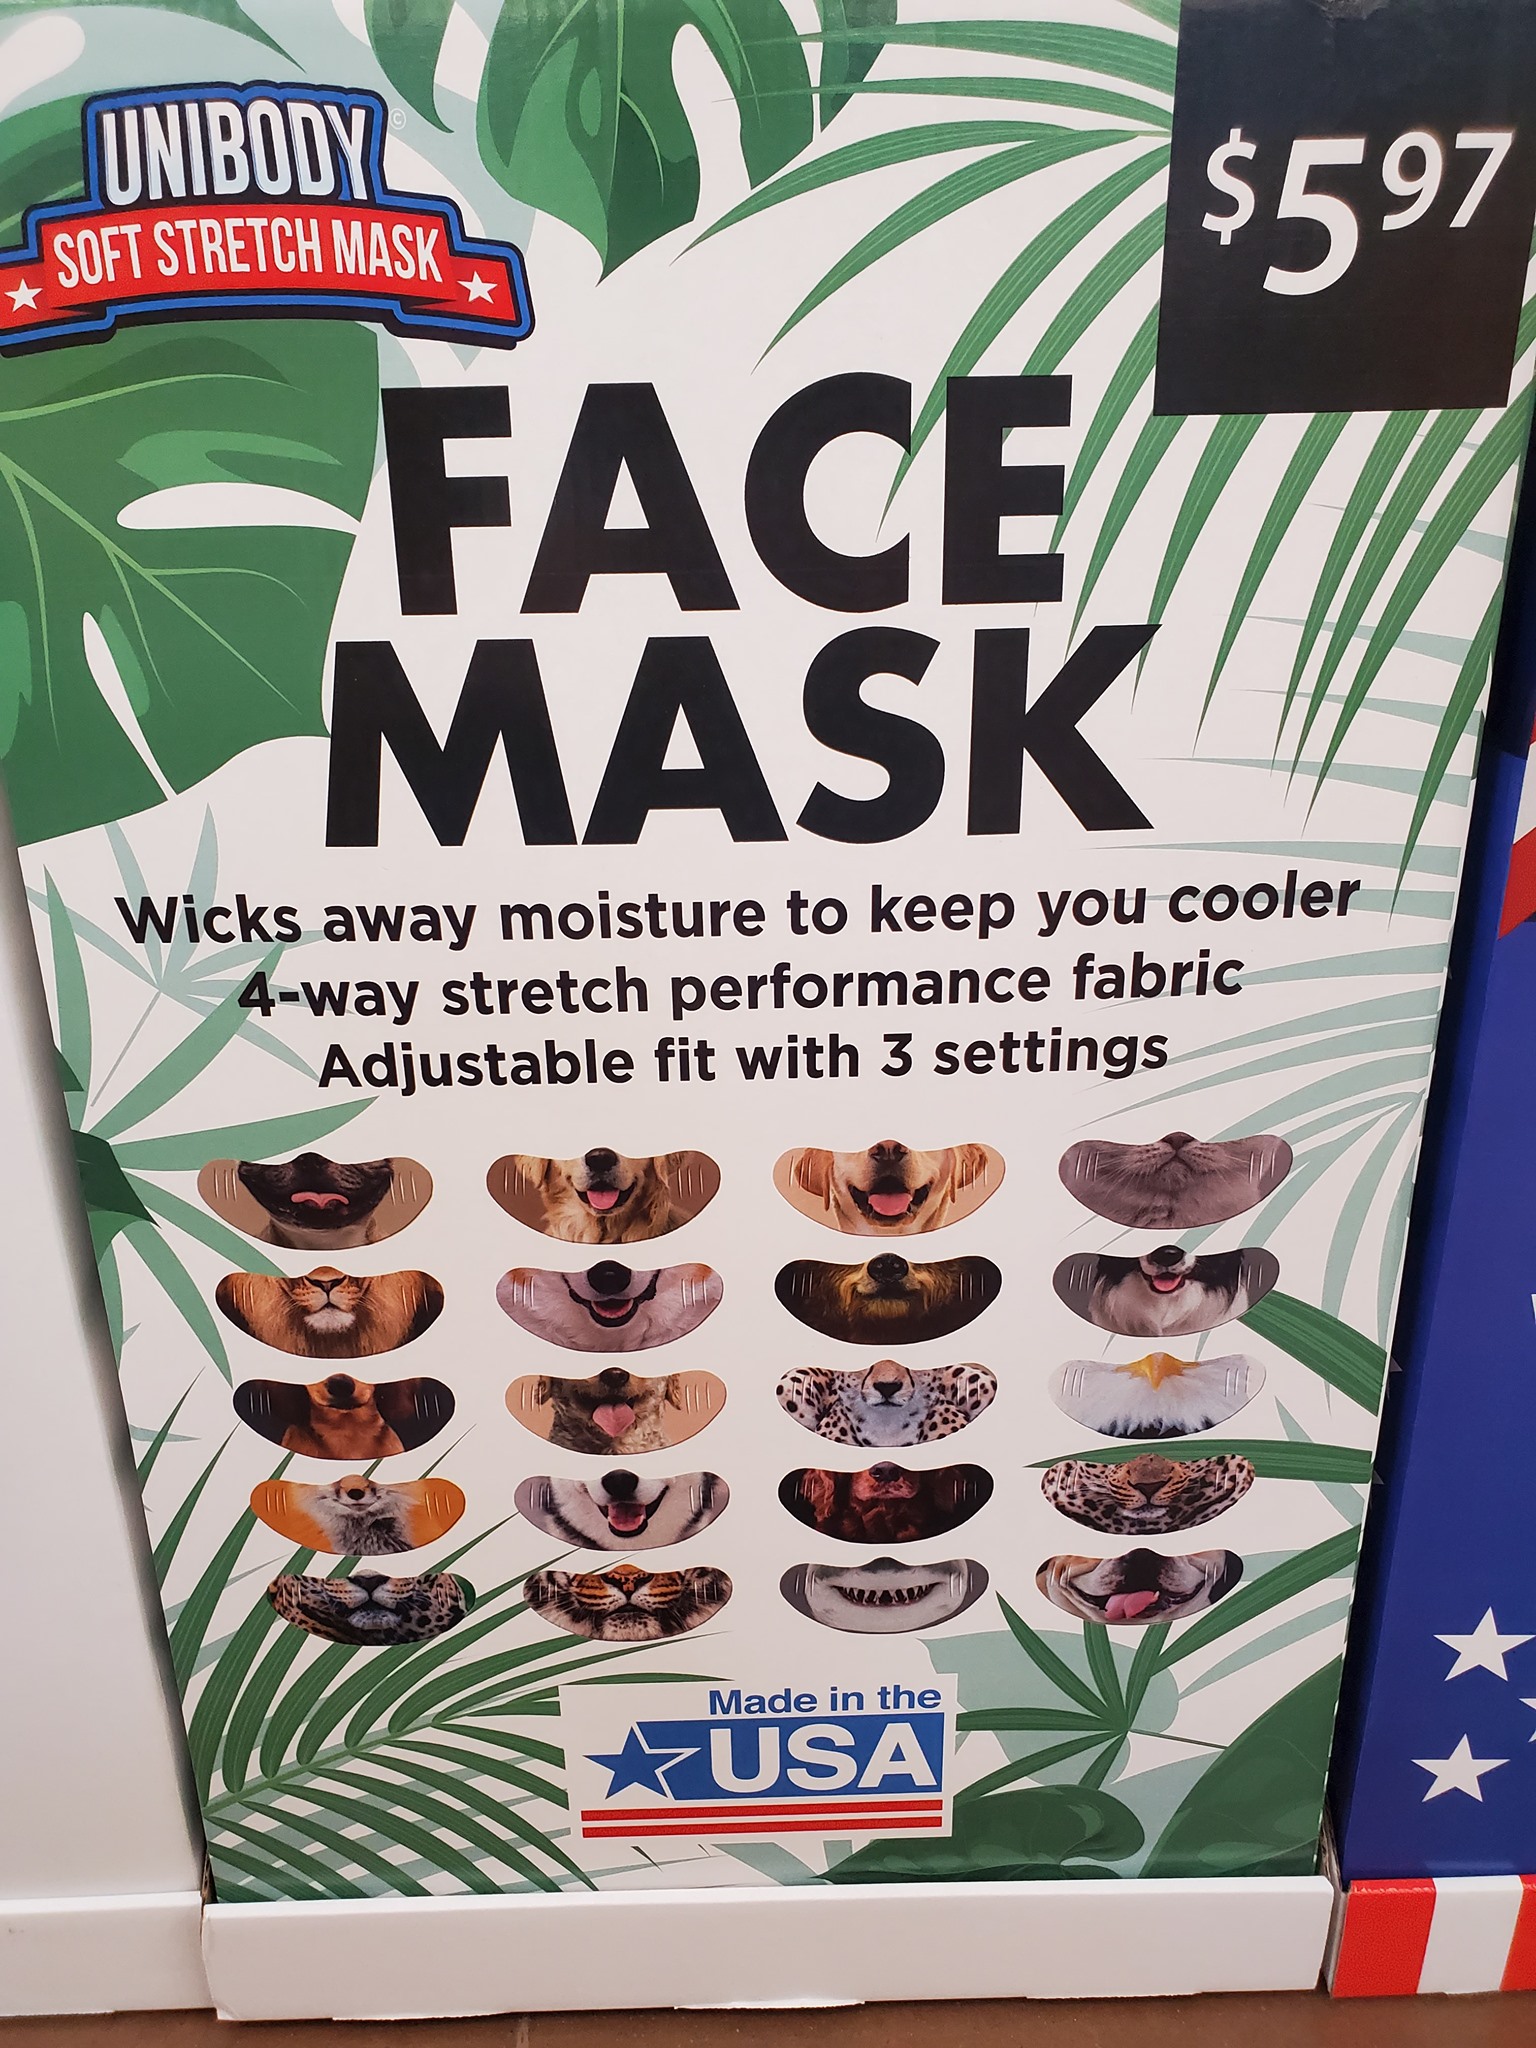 UNIBODY
©
SOFT STRETCH MASK
$5.97
FACE
MASK
Wicks away moisture to keep you cooler
4-way stretch performance fabric
Adjustable fit with 3 settings
Made in the
USA